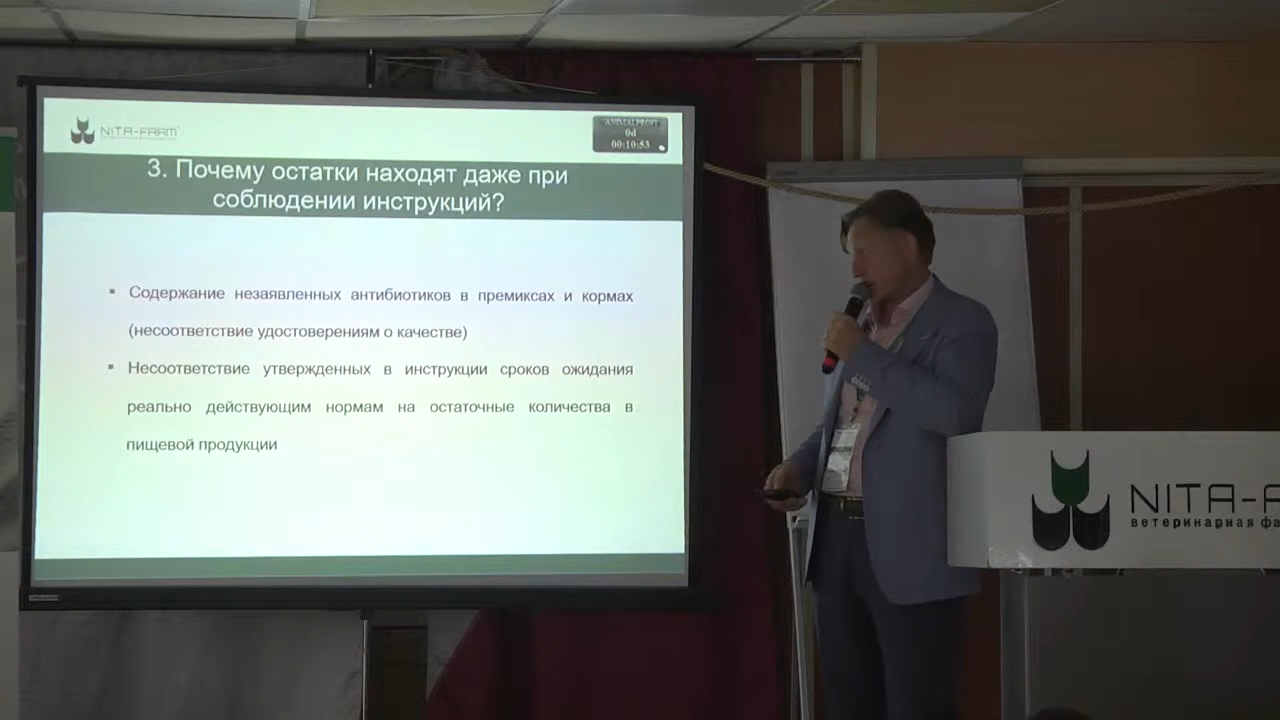 NITA-FARM
ANIMALPROFI
0d
00:10:53
3. Почему остатки находят даже при
соблюдении инструкций?
▪ Содержание незаявленных антибиотиков в премиксах и кормах
(несоответствие удостоверениям о качестве)
▪ Несоответствие утвержденных в инструкции сроков ожидания
реально действующим нормам на остаточные количества в
пищевой продукции
NITA-F
ветеринарная фа